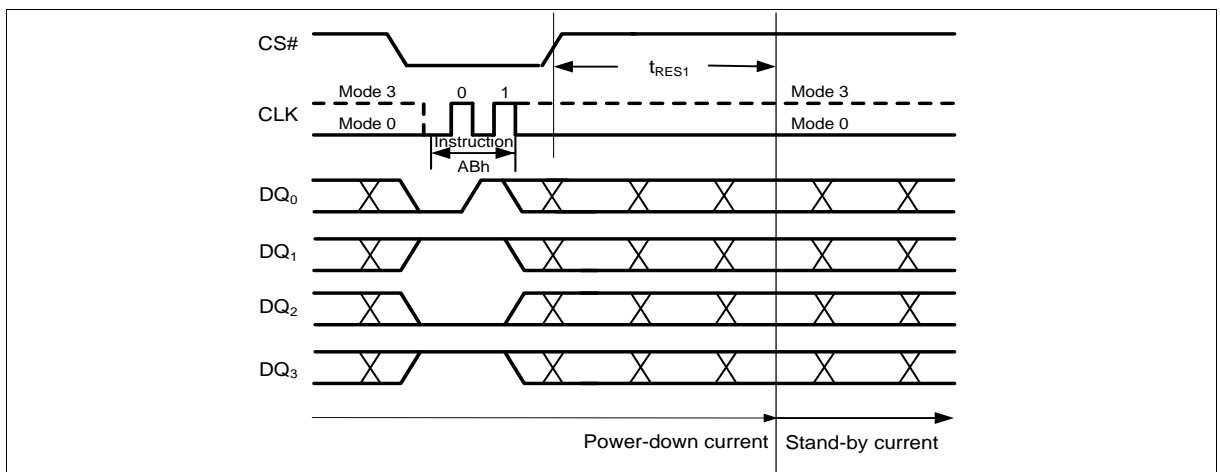 CS#
tRES1
Mode 3 0 1 Mode 3
CLK
Mode 0 Mode 0
Instruction
ABh
DQ0
DQ1
DQ2
DQ3
Power-down current Stand-by current